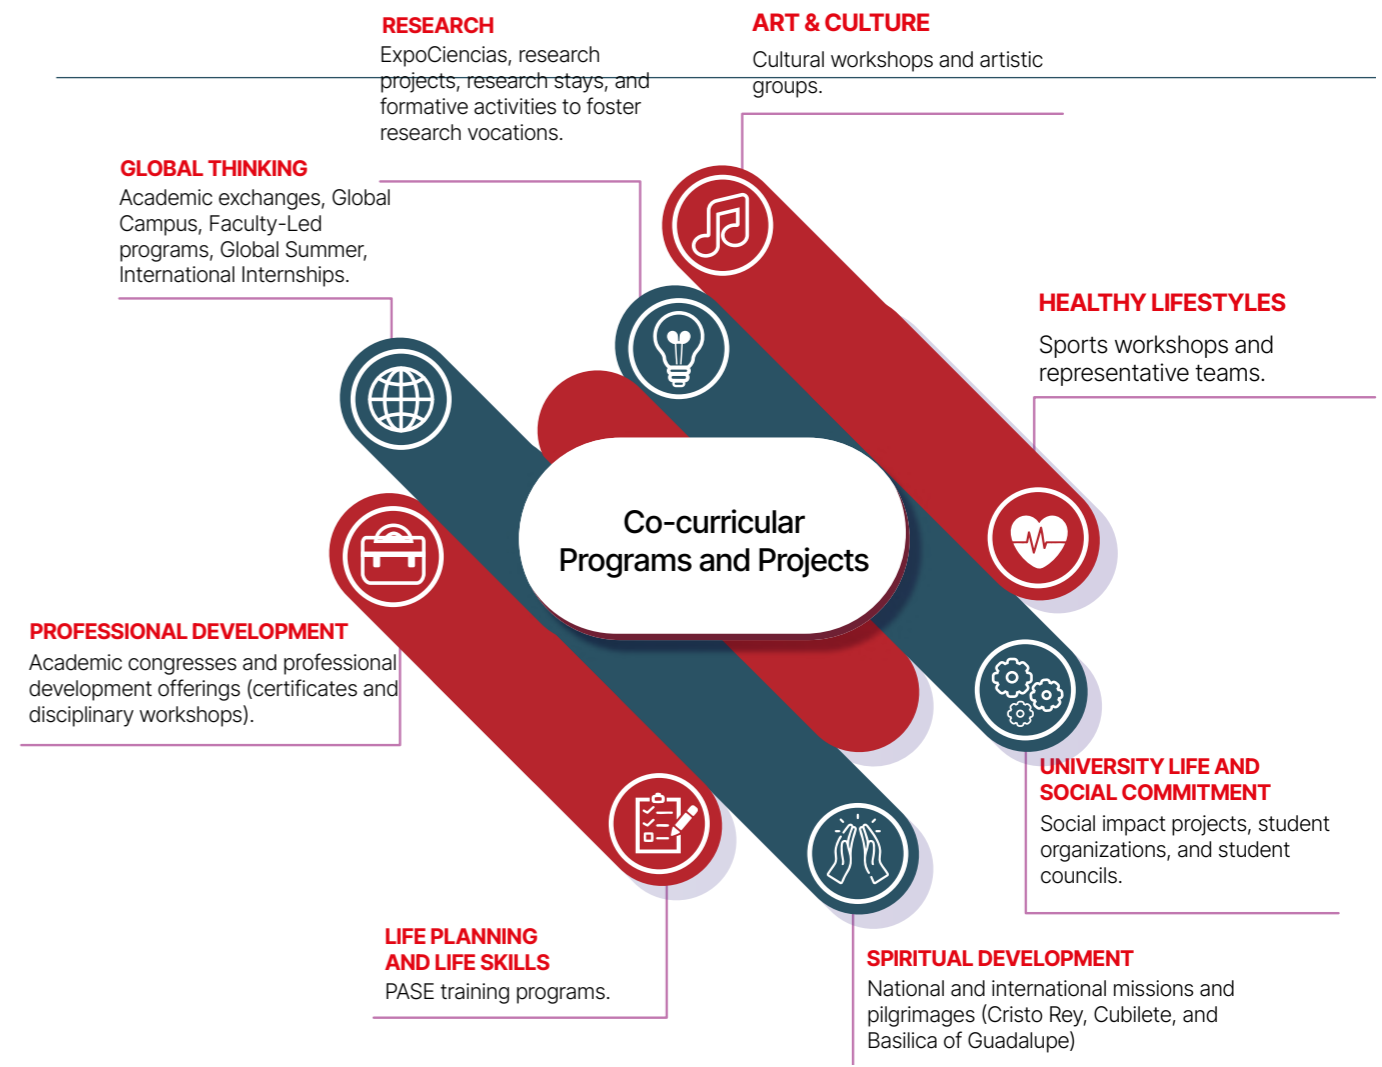 RESEARCH
ExpoCiencias, research
projects, research stays, and
formative activities to foster
research vocations.
ART & CULTURE
Cultural workshops and artistic
groups.
GLOBAL THINKING
Academic exchanges, Global
Campus, Faculty-Led
programs, Global Summer,
International Internships.
HEALTHY LIFESTYLES
Sports workshops and
representative teams.
Co-curricular
Programs and Projects
PROFESSIONAL DEVELOPMENT
Academic congresses and professional
development offerings (certificates and
disciplinary workshops).
UNIVERSITY LIFE AND
SOCIAL COMMITMENT
Social impact projects, student
organizations, and student
councils.
LIFE PLANNING
AND LIFE SKILLS
PASE training programs.
SPIRITUAL DEVELOPMENT
National and international missions and
pilgrimages (Cristo Rey, Cubilete, and
Basilica of Guadalupe)